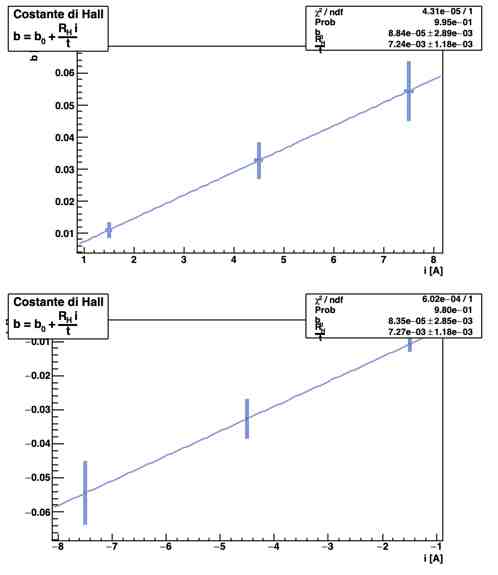 Costante di Hall
b = b₀ + R_H i / t
χ² / ndf 4.31e−05 / 1
Prob 9.95e−01
b₀ 8.84e−05 ± 2.89e−03
R_H / t 7.24e−03 ± 1.18e−03
b
0.06
0.05
0.04
0.03
0.02
0.01
1 2 3 4 5 6 7 8
i [A]
Costante di Hall
b = b₀ + R_H i / t
χ² / ndf 6.02e−04 / 1
Prob 9.80e−01
b₀ 8.35e−05 ± 2.85e−03
R_H / t 7.27e−03 ± 1.18e−03
−0.01
−0.02
−0.03
−0.04
−0.05
−0.06
−8 −7 −6 −5 −4 −3 −2 −1
i [A]